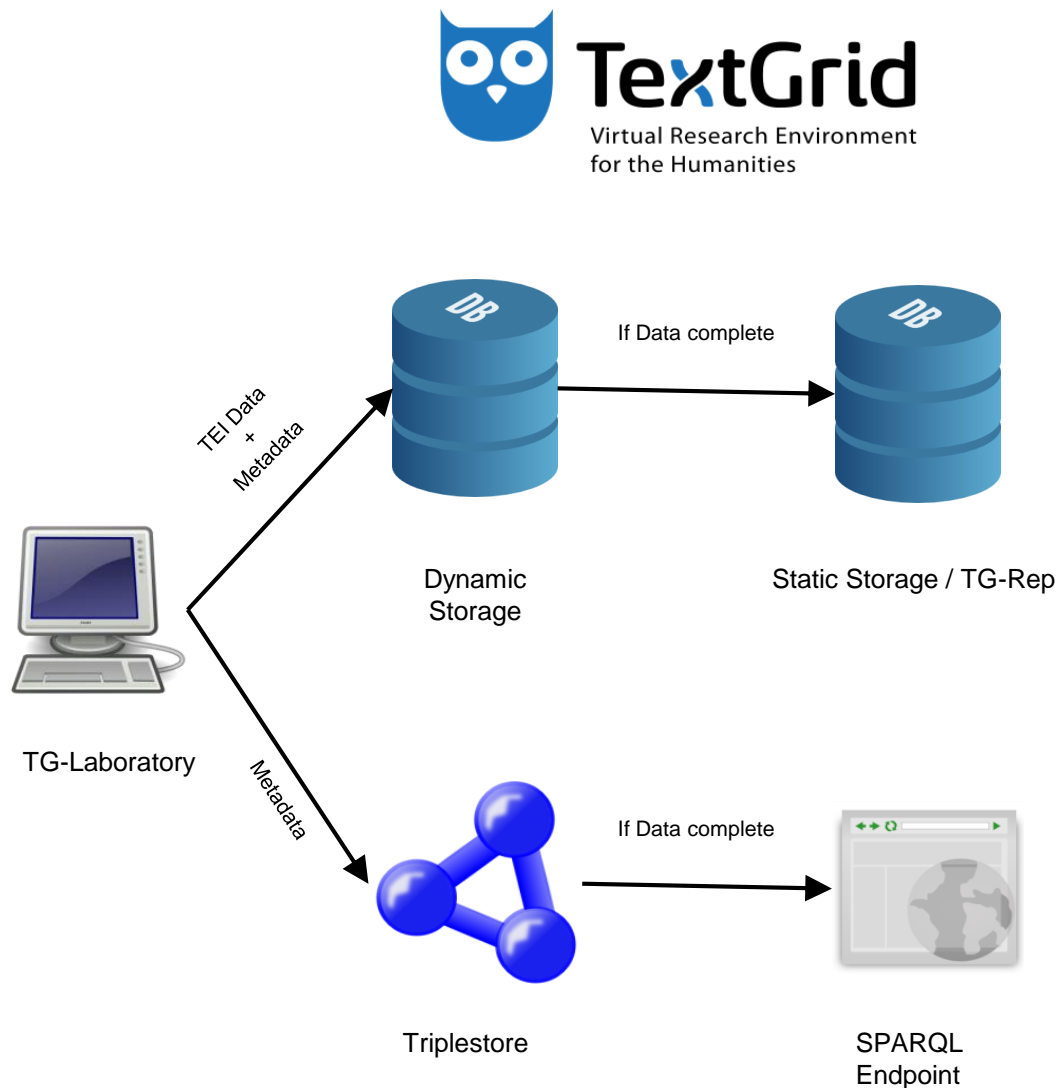 TextGrid
Virtual Research Environment
for the Humanities
DB
DB
If Data complete
TEI Data
+
Metadata
Dynamic
Storage
Static Storage / TG-Rep
TG-Laboratory
Metadata
If Data complete
Triplestore
SPARQL
Endpoint